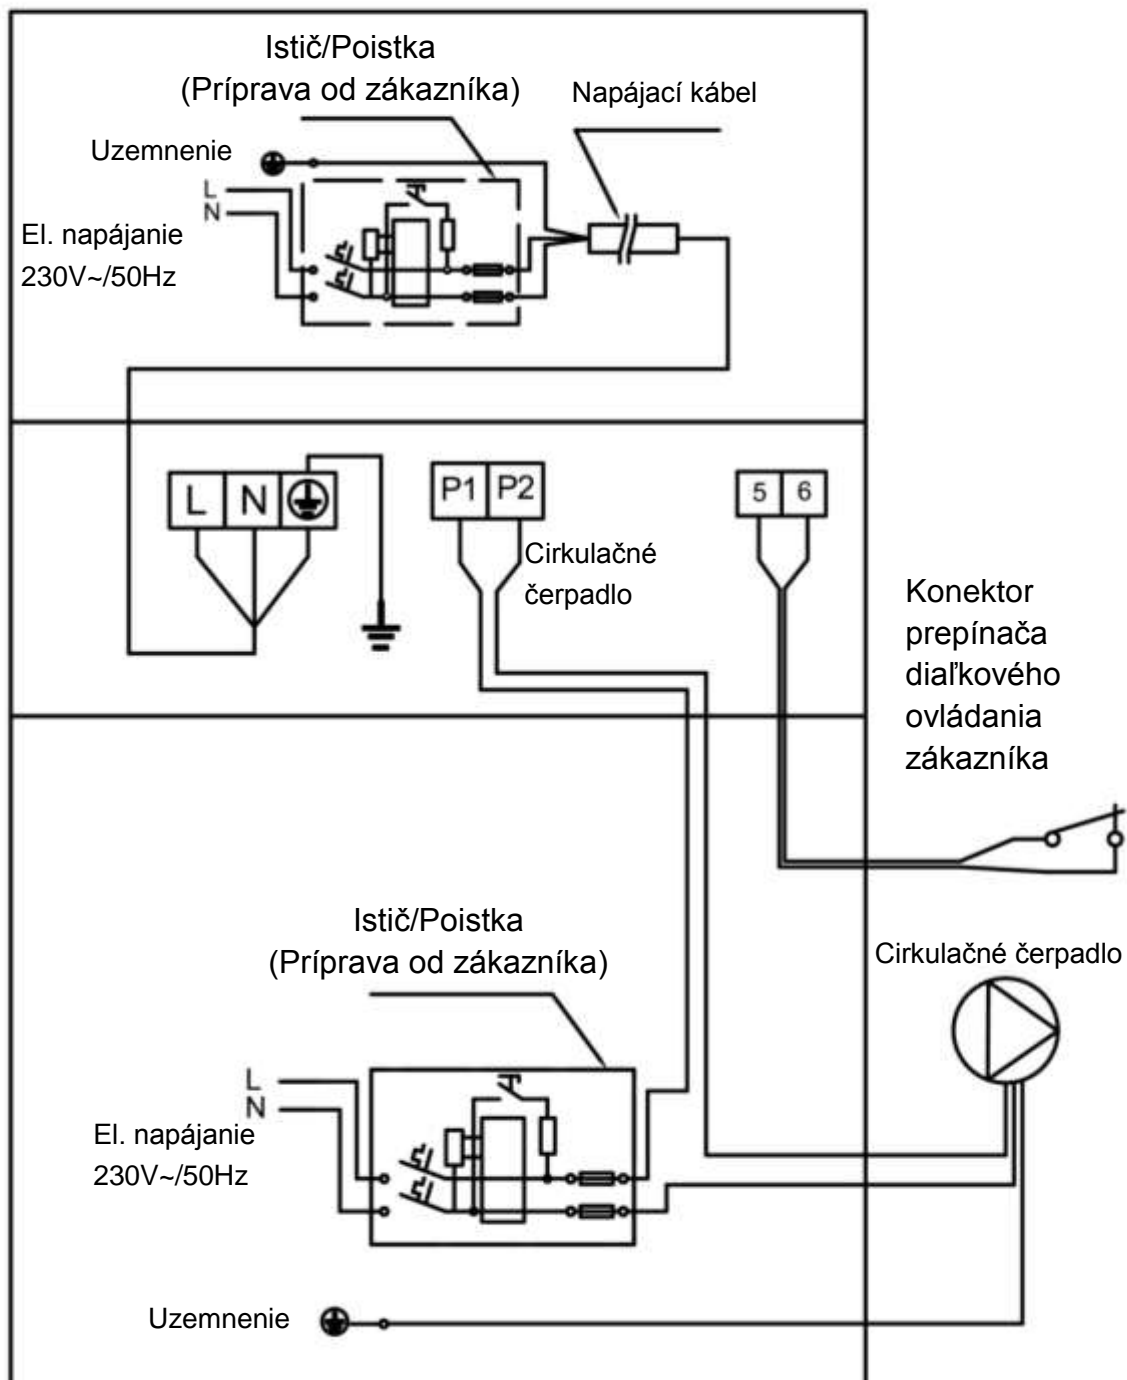 Istič/Poistka
(Príprava od zákazníka)
Napájací kábel
Uzemnenie
L
N
El. napájanie
230V~/50Hz
L N
P1 P2
5 6
Cirkulačné
čerpadlo
Konektor
prepínača
diaľkového
ovládania
zákazníka
Istič/Poistka
(Príprava od zákazníka)
Cirkulačné čerpadlo
L
N
El. napájanie
230V~/50Hz
Uzemnenie